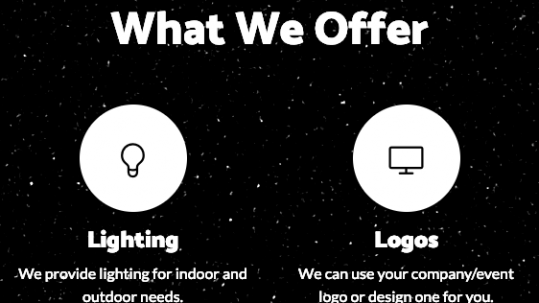 What We Offer
Lighting
We provide lighting for indoor and
outdoor needs.
Logos
We can use your company/event
logo or design one for you.